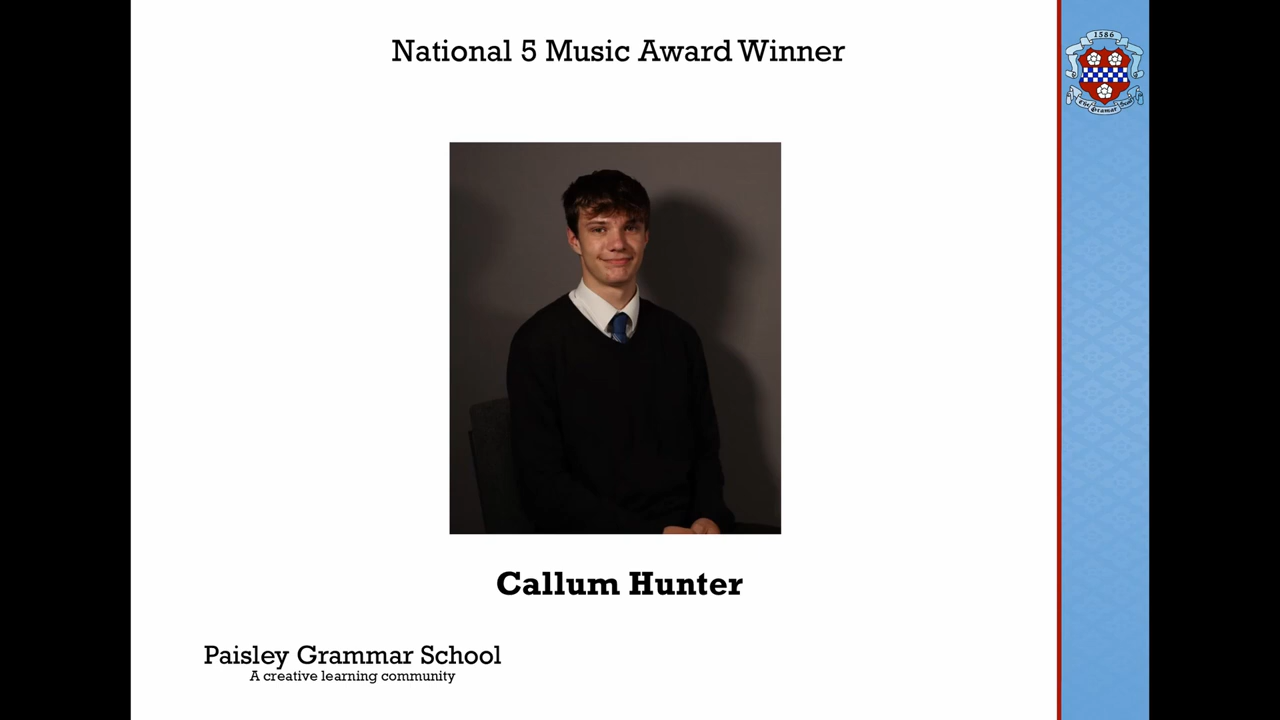 National 5 Music Award Winner
1586
Callum Hunter
Paisley Grammar School
A creative learning community